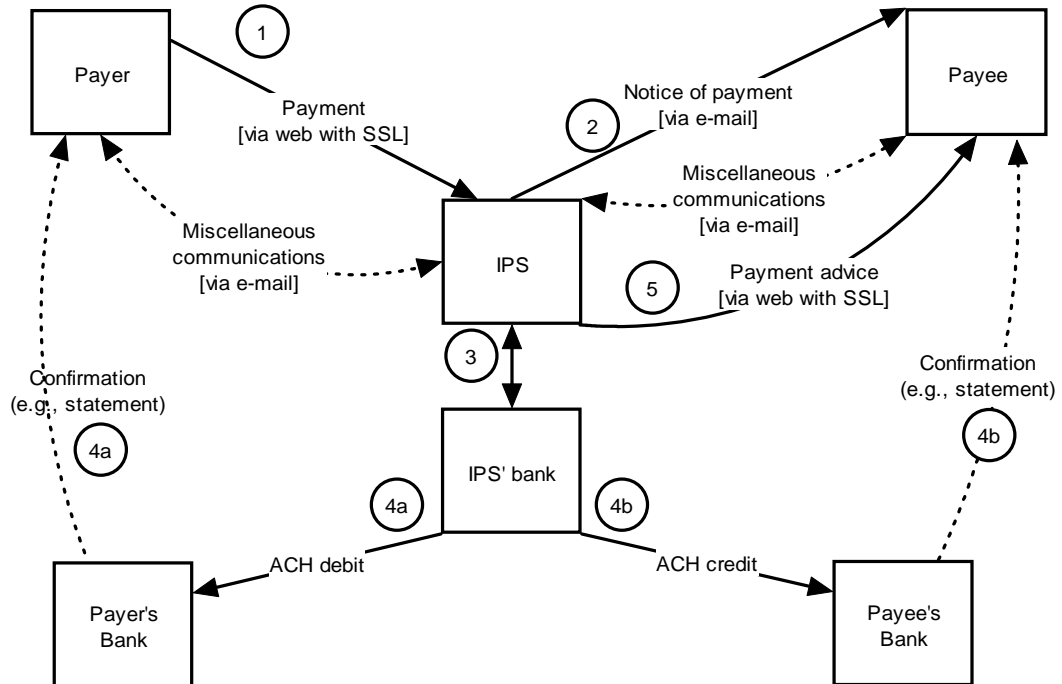 1
Payer
Payee
Payment
[via web with SSL]
Notice of payment
[via e-mail]
2
Miscellaneous
communications
[via e-mail]
Miscellaneous
communications
[via e-mail]
IPS
Payment advice
[via web with SSL]
5
3
Confirmation
(e.g., statement)
4a
Confirmation
(e.g., statement)
4b
IPS' bank
4a
4b
ACH debit
ACH credit
Payer's
Bank
Payee's
Bank